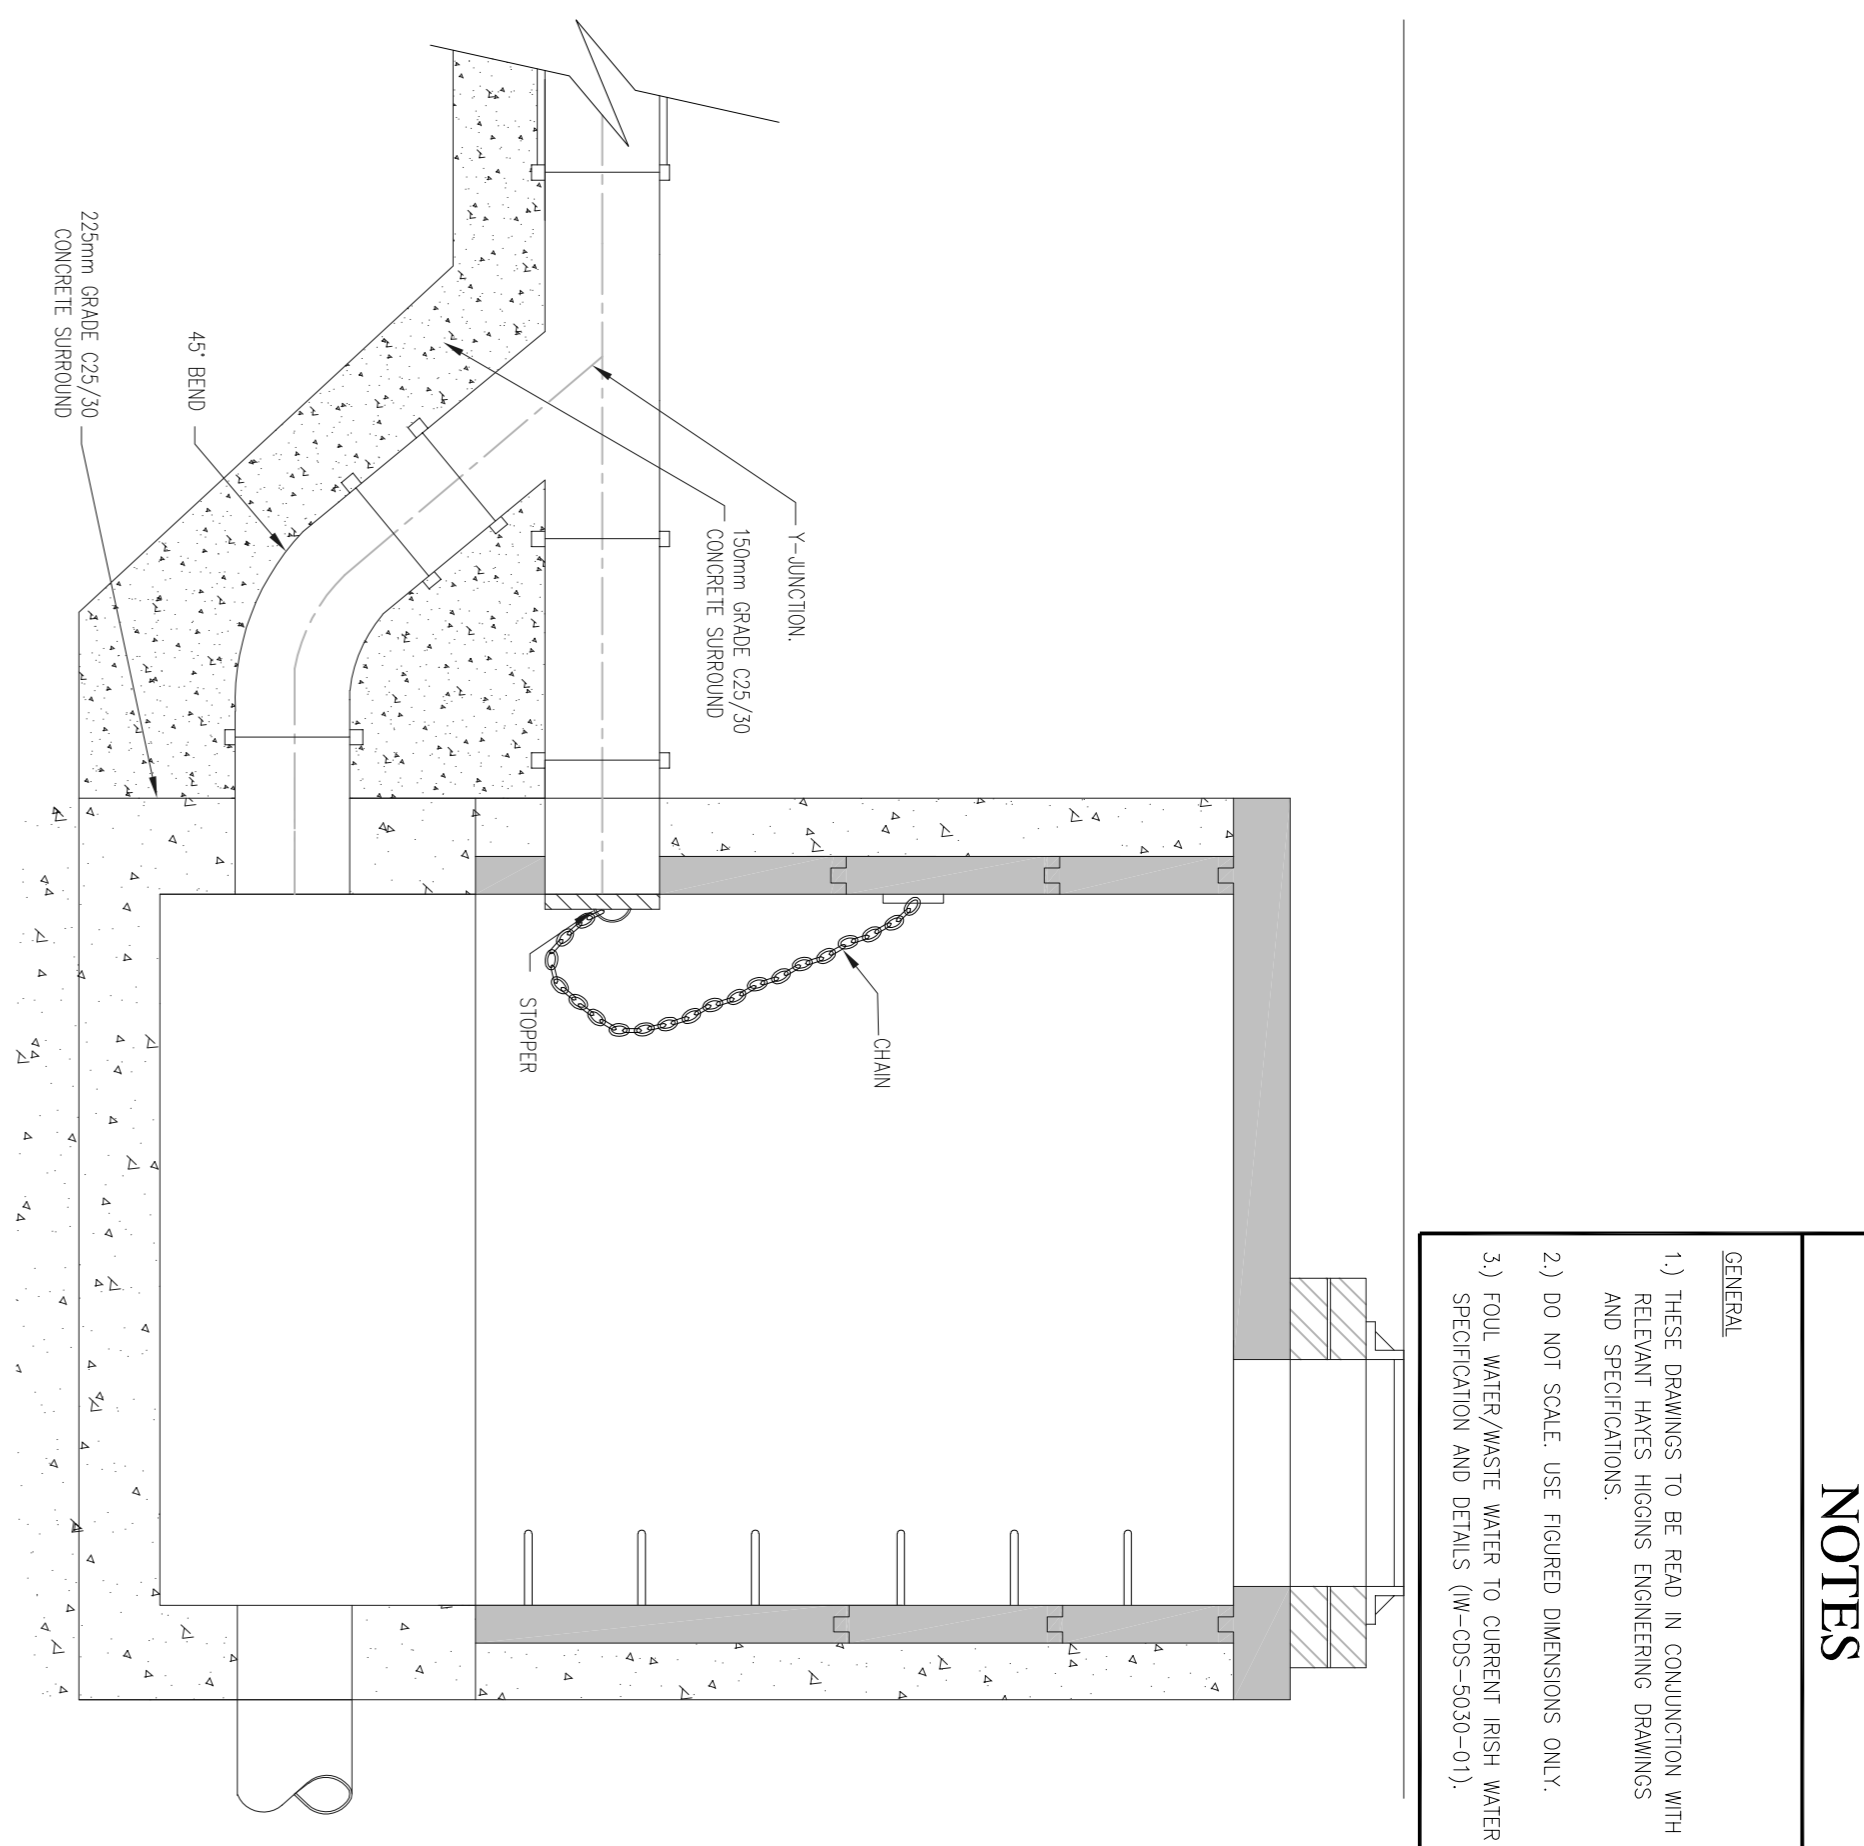 NOTES
GENERAL
1.) THESE DRAWINGS TO BE READ IN CONJUNCTION WITH
RELEVANT HAYES HIGGINS ENGINEERING DRAWINGS
AND SPECIFICATIONS.
2.) DO NOT SCALE. USE FIGURED DIMENSIONS ONLY.
3.) FOUL WATER/WASTE WATER TO CURRENT IRISH WATER
SPECIFICATION AND DETAILS (IW-CDS-5030-01).
CHAIN
STOPPER
Y-JUNCTION.
150mm GRADE C25/30
CONCRETE SURROUND
45° BEND
225mm GRADE C25/30
CONCRETE SURROUND